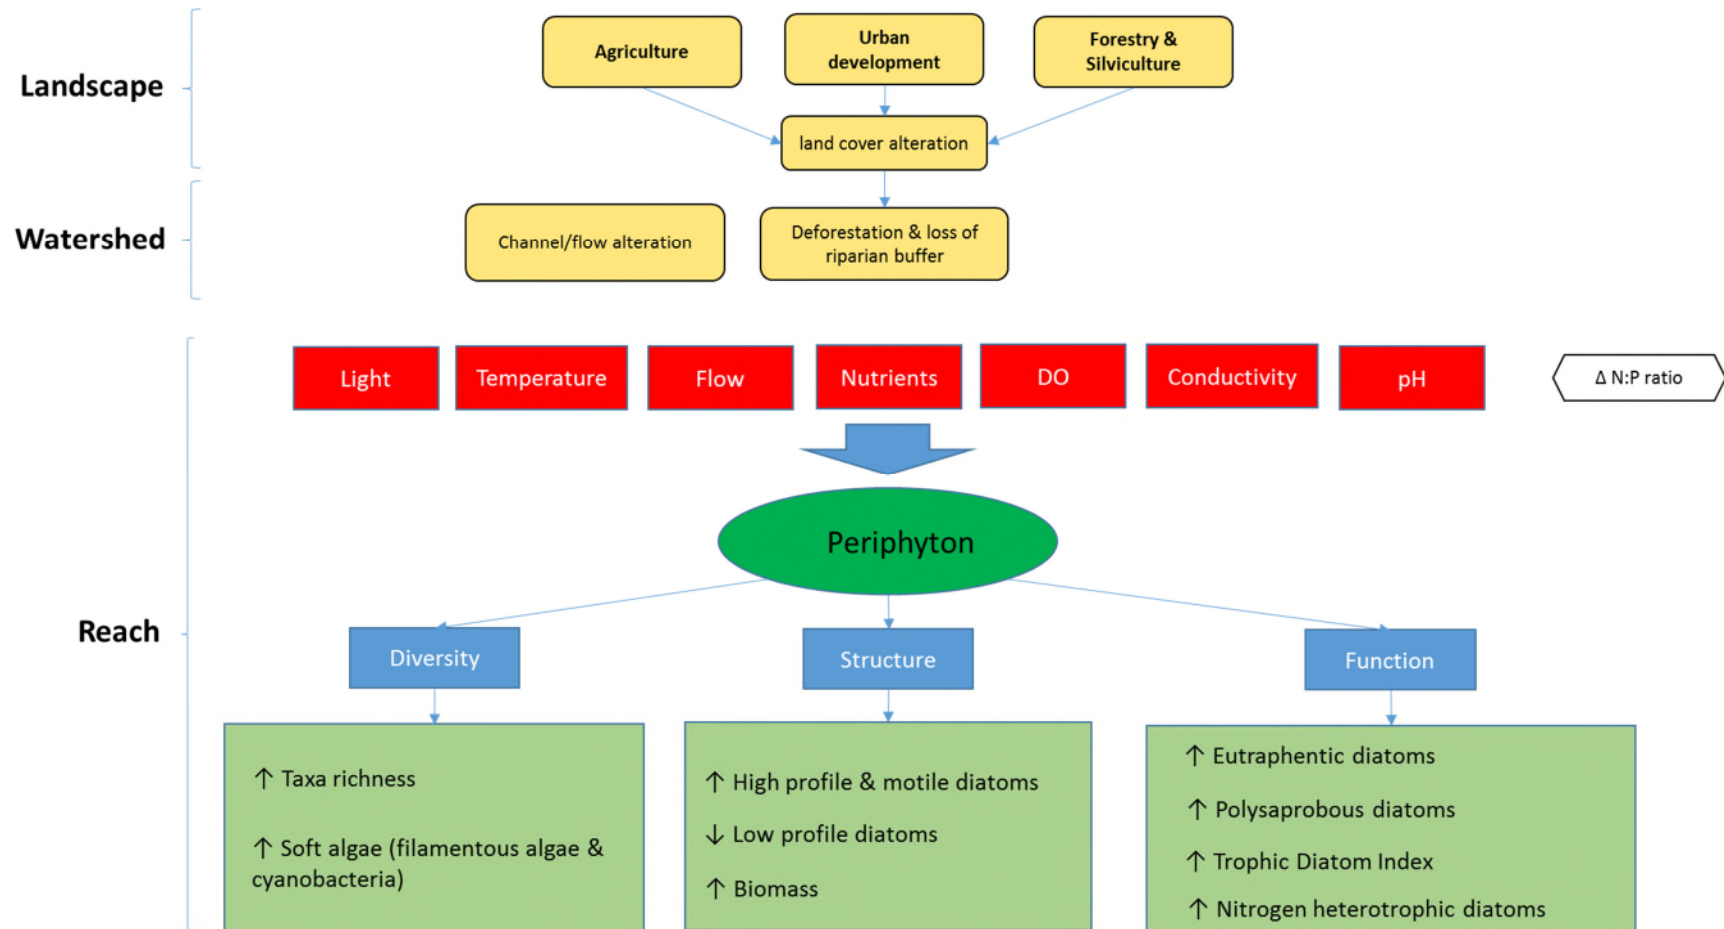 Landscape
Agriculture
Urban
development
Forestry &
Silviculture
land cover alteration
Watershed
Channel/flow alteration
Deforestation & loss of
riparian buffer
Reach
Light
Temperature
Flow
Nutrients
DO
Conductivity
pH
Δ N:P ratio
Periphyton
Diversity
Structure
Function
↑ Taxa richness
↑ Soft algae (filamentous algae &
cyanobacteria)
↑ High profile & motile diatoms
↓ Low profile diatoms
↑ Biomass
↑ Eutraphentic diatoms
↑ Polysaprobous diatoms
↑ Trophic Diatom Index
↑ Nitrogen heterotrophic diatoms